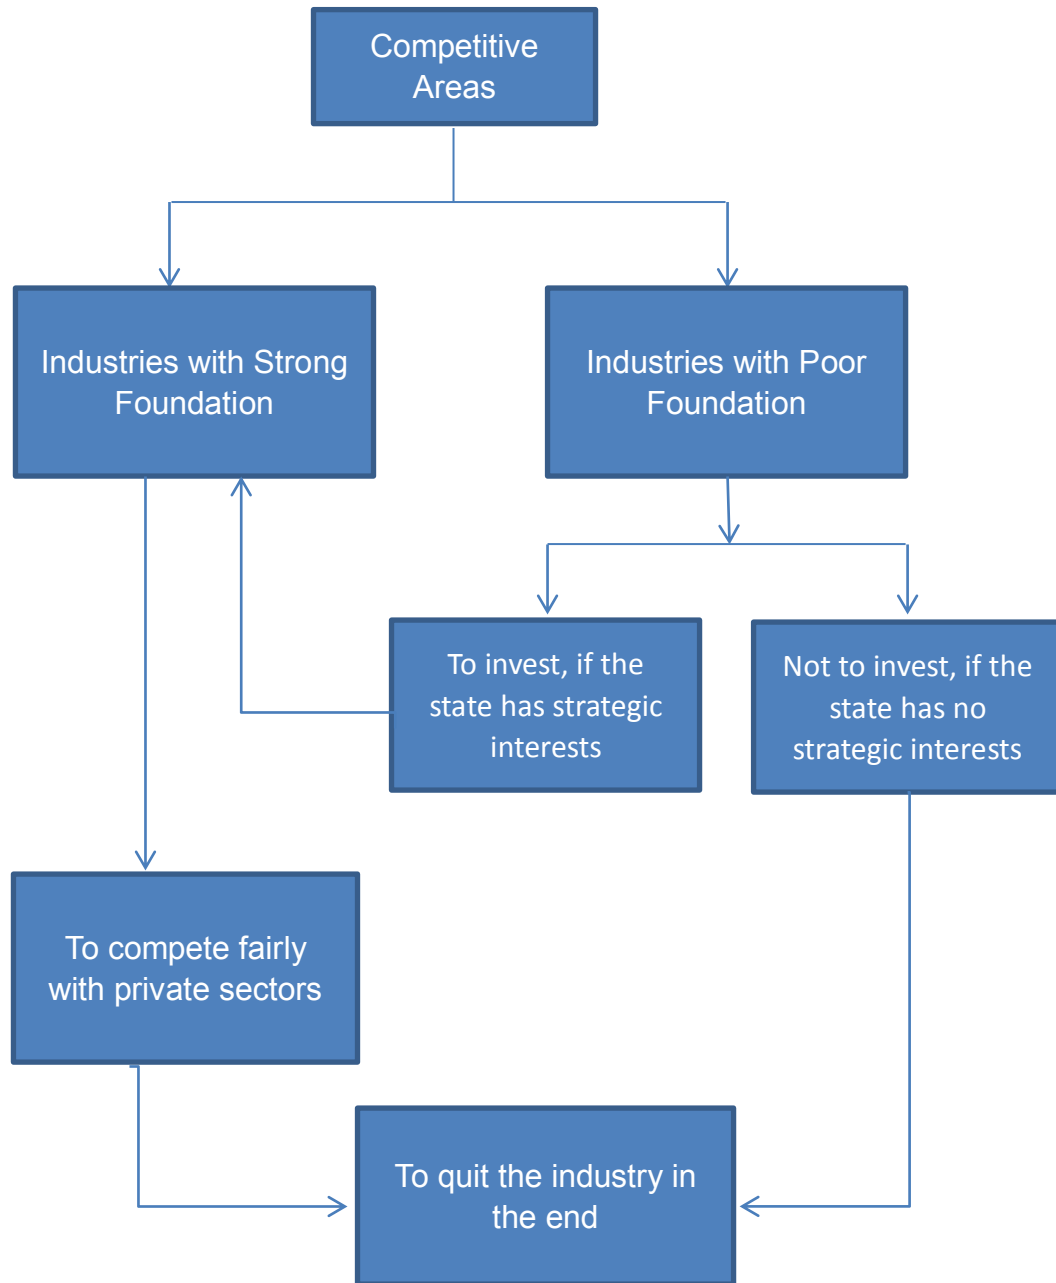 Competitive
Areas
Industries with Strong
Foundation
Industries with Poor
Foundation
To invest, if the
state has strategic
interests
Not to invest, if the
state has no
strategic interests
To compete fairly
with private sectors
To quit the industry in
the end